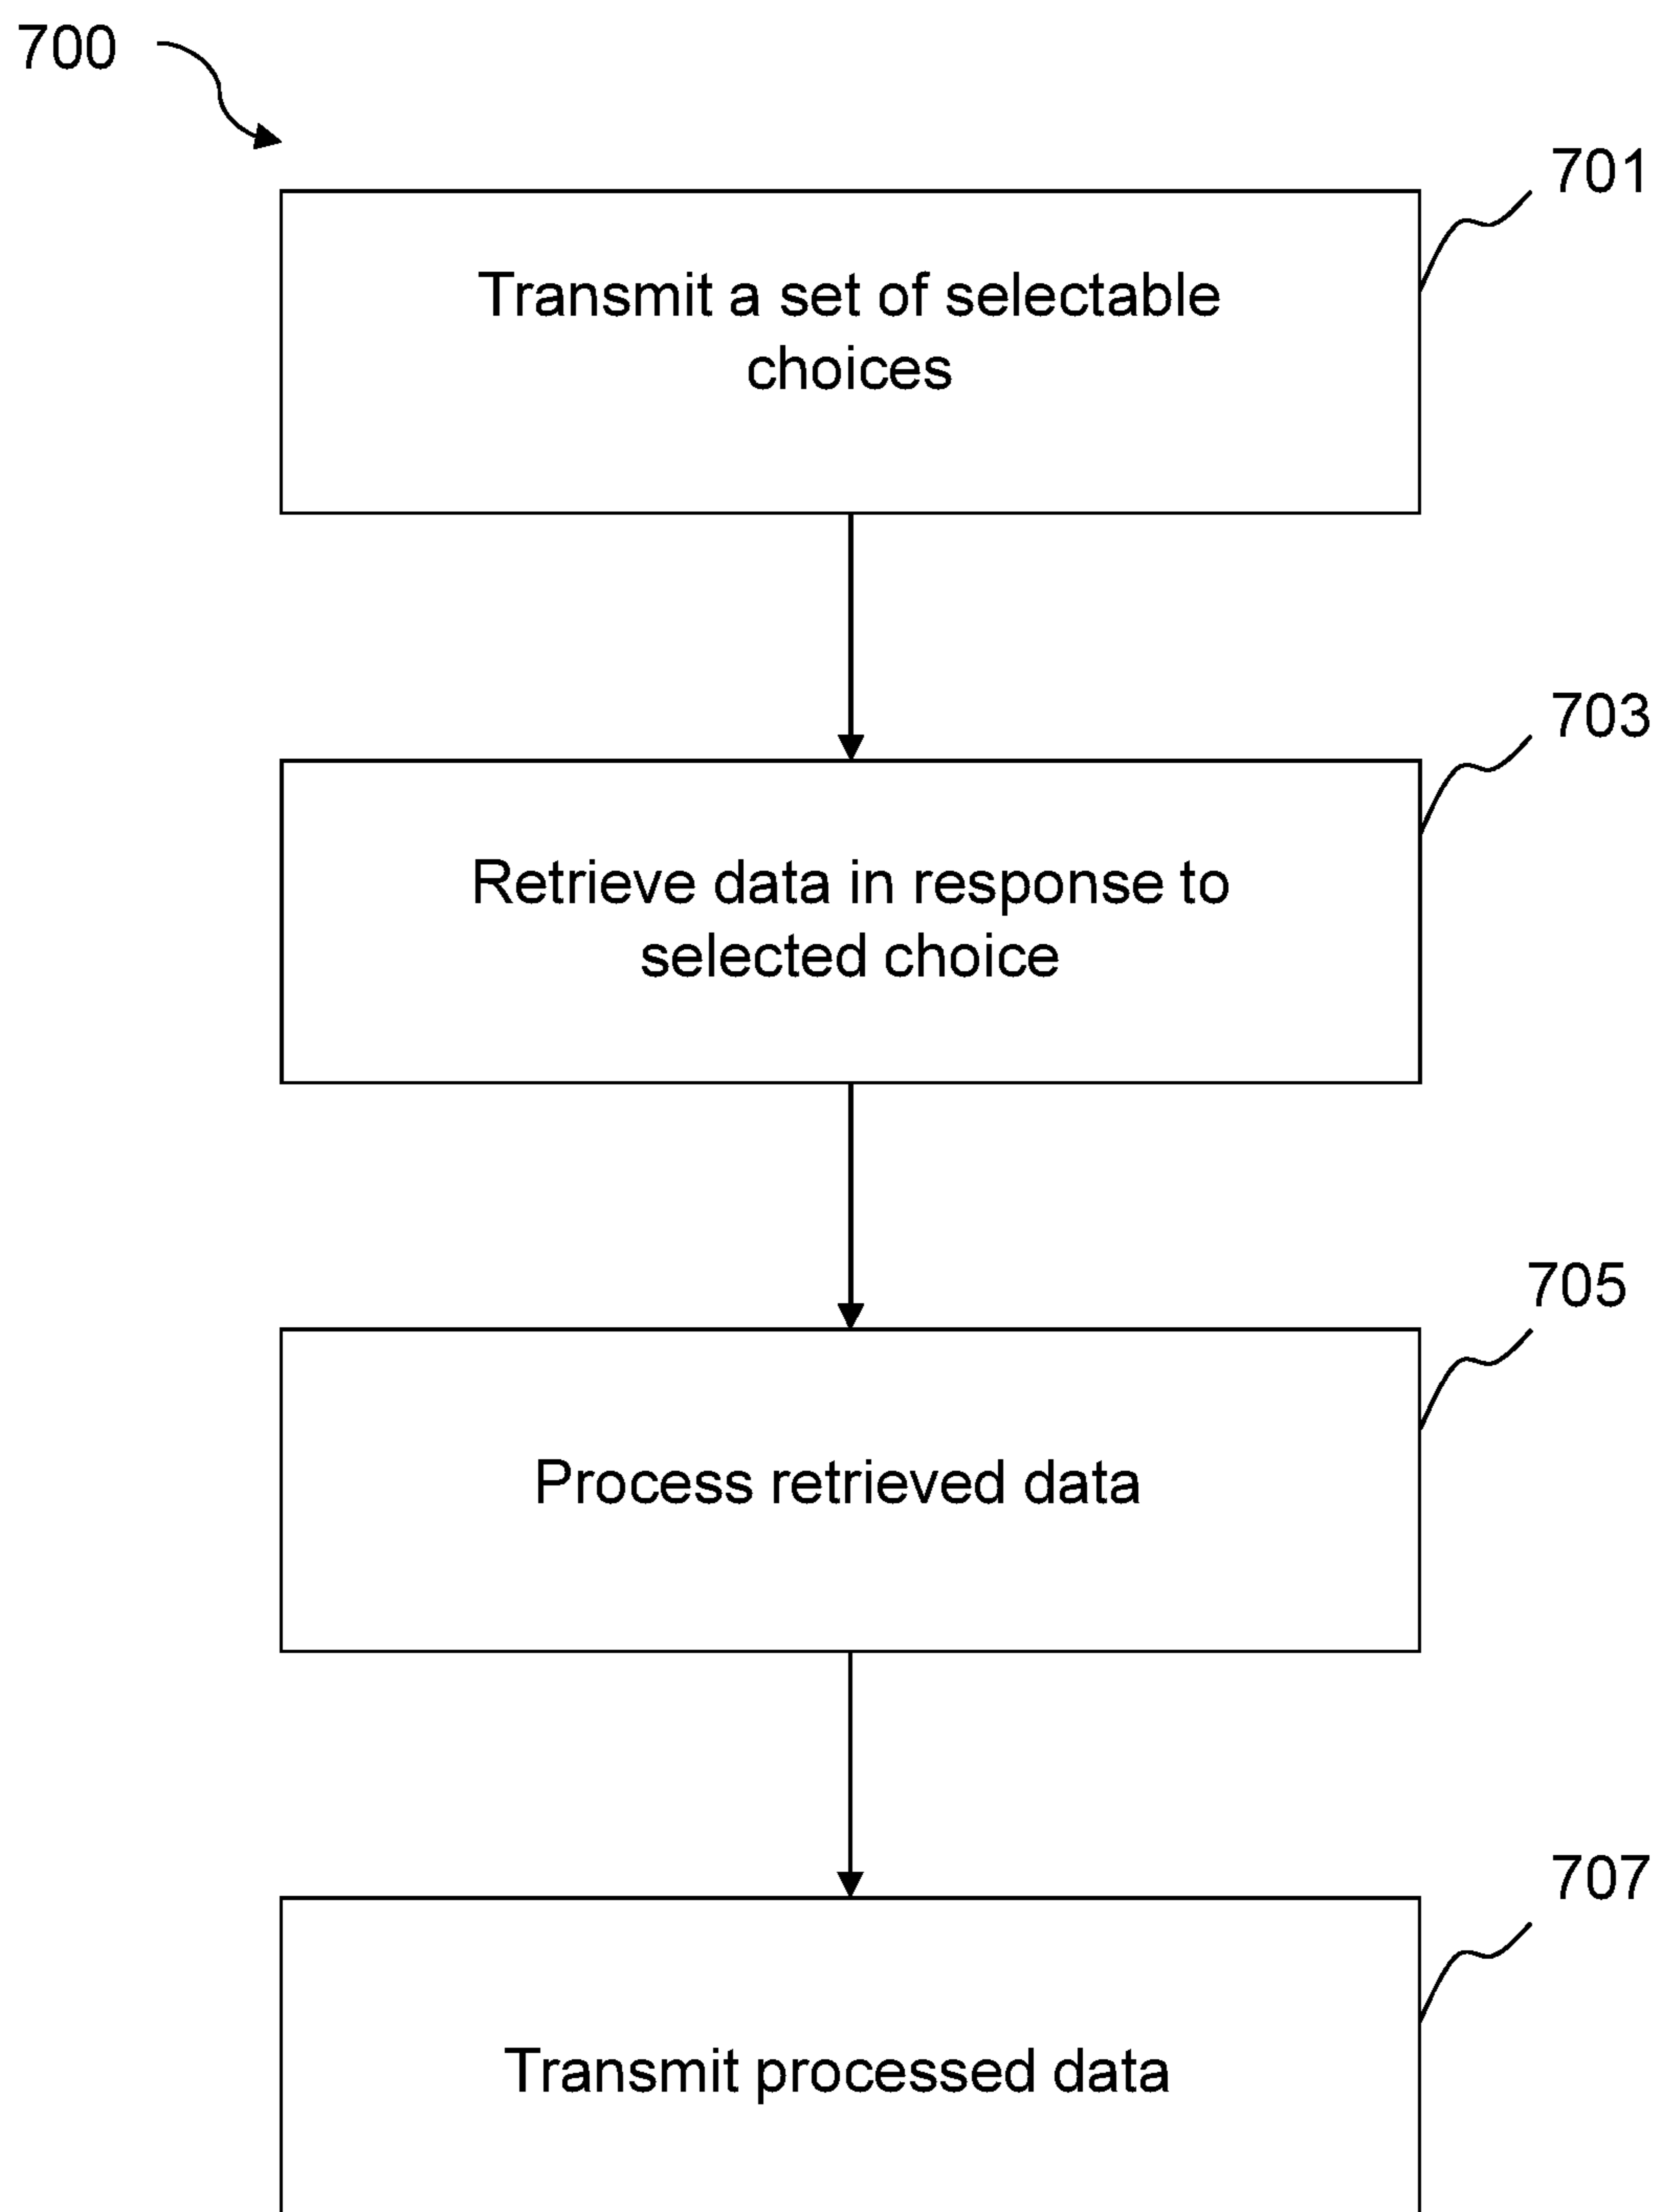 700
701
Transmit a set of selectable
choices
703
Retrieve data in response to
selected choice
705
Process retrieved data
707
Transmit processed data